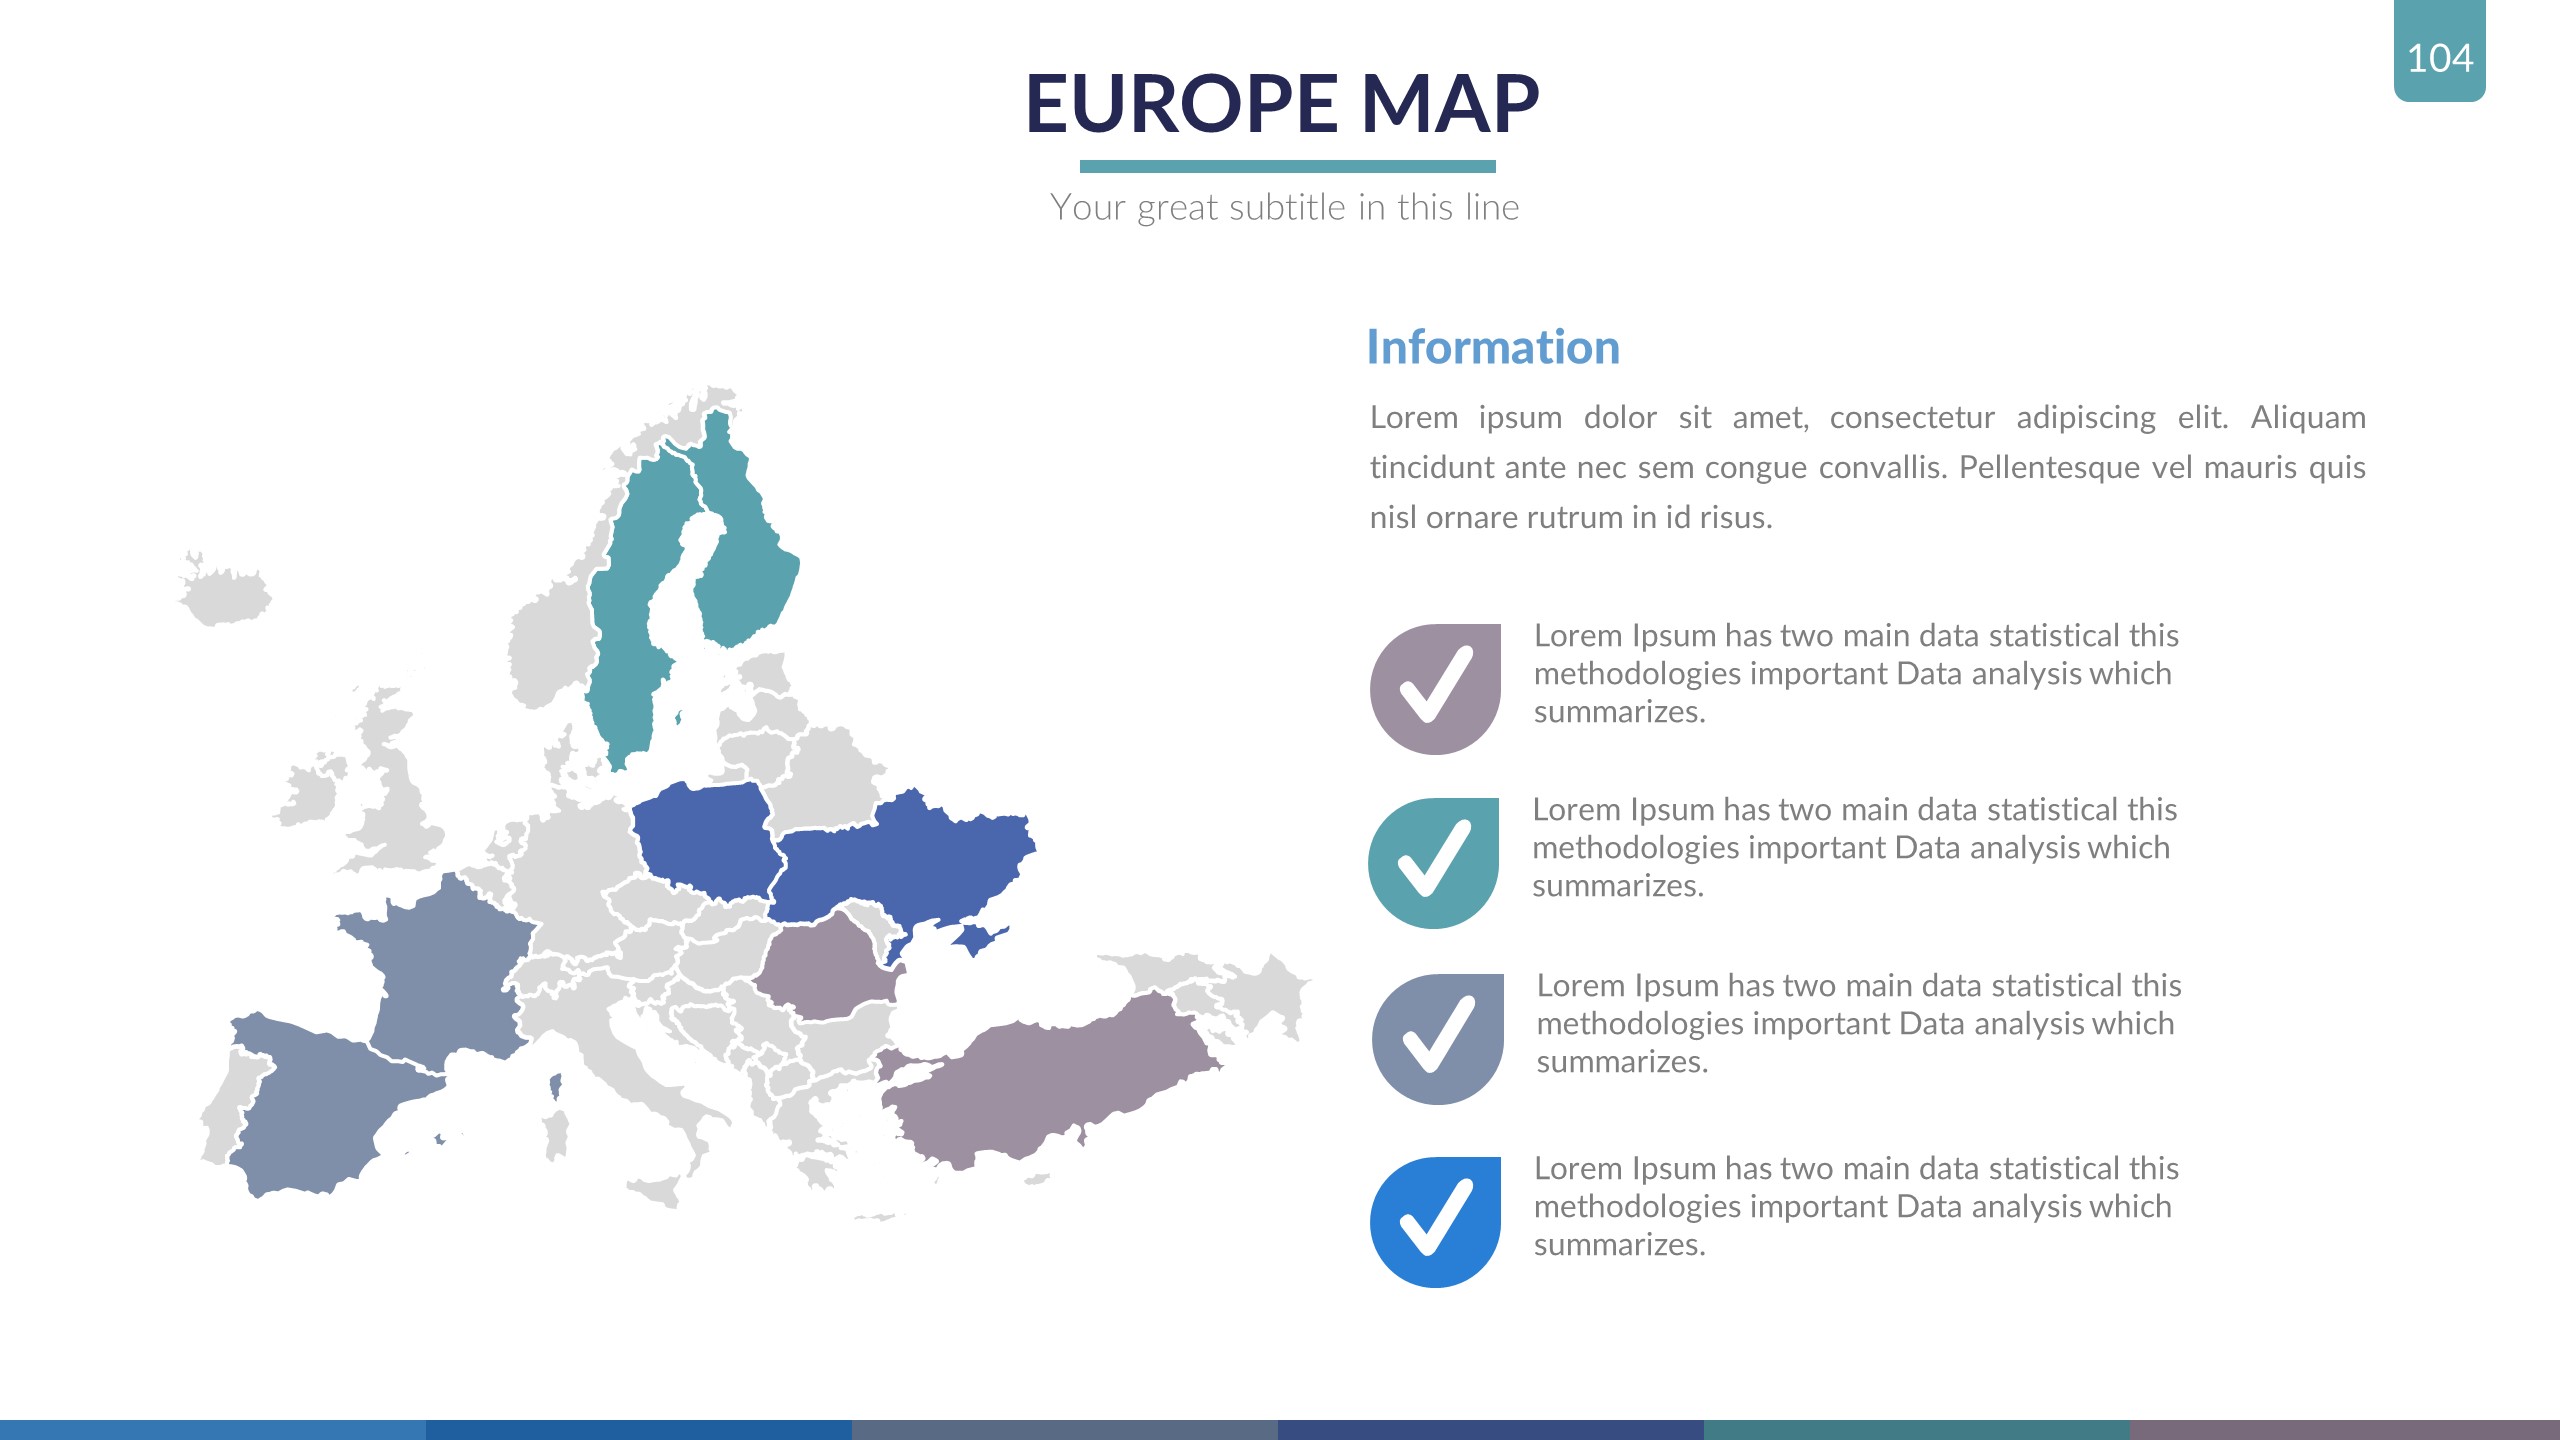 104
EUROPE MAP
Your great subtitle in this line
Information
Lorem ipsum dolor sit amet, consectetur adipiscing elit. Aliquam
tincidunt ante nec sem congue convallis. Pellentesque vel mauris quis
nisl ornare rutrum in id risus.
Lorem Ipsum has two main data statistical this
methodologies important Data analysis which
summarizes.
Lorem Ipsum has two main data statistical this
methodologies important Data analysis which
summarizes.
Lorem Ipsum has two main data statistical this
methodologies important Data analysis which
summarizes.
Lorem Ipsum has two main data statistical this
methodologies important Data analysis which
summarizes.